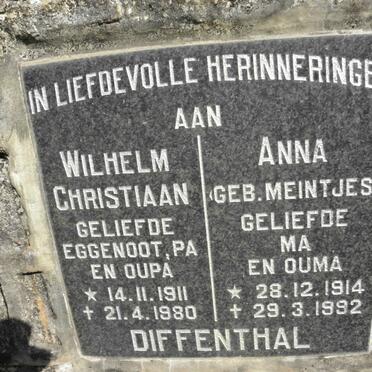 IN LIEFDEVOLLE HERINNERINGE
AAN
WILHELM
CHRISTIAAN
GELIEFDE
EGGENOOT, PA
EN OUPA
* 14.11.1911
† 21.4.1980
ANNA
(GEB. MEINTJES
GELIEFDE
MA
EN OUMA
* 28.12.1914
† 29.3.1992
DIFFENTHAL